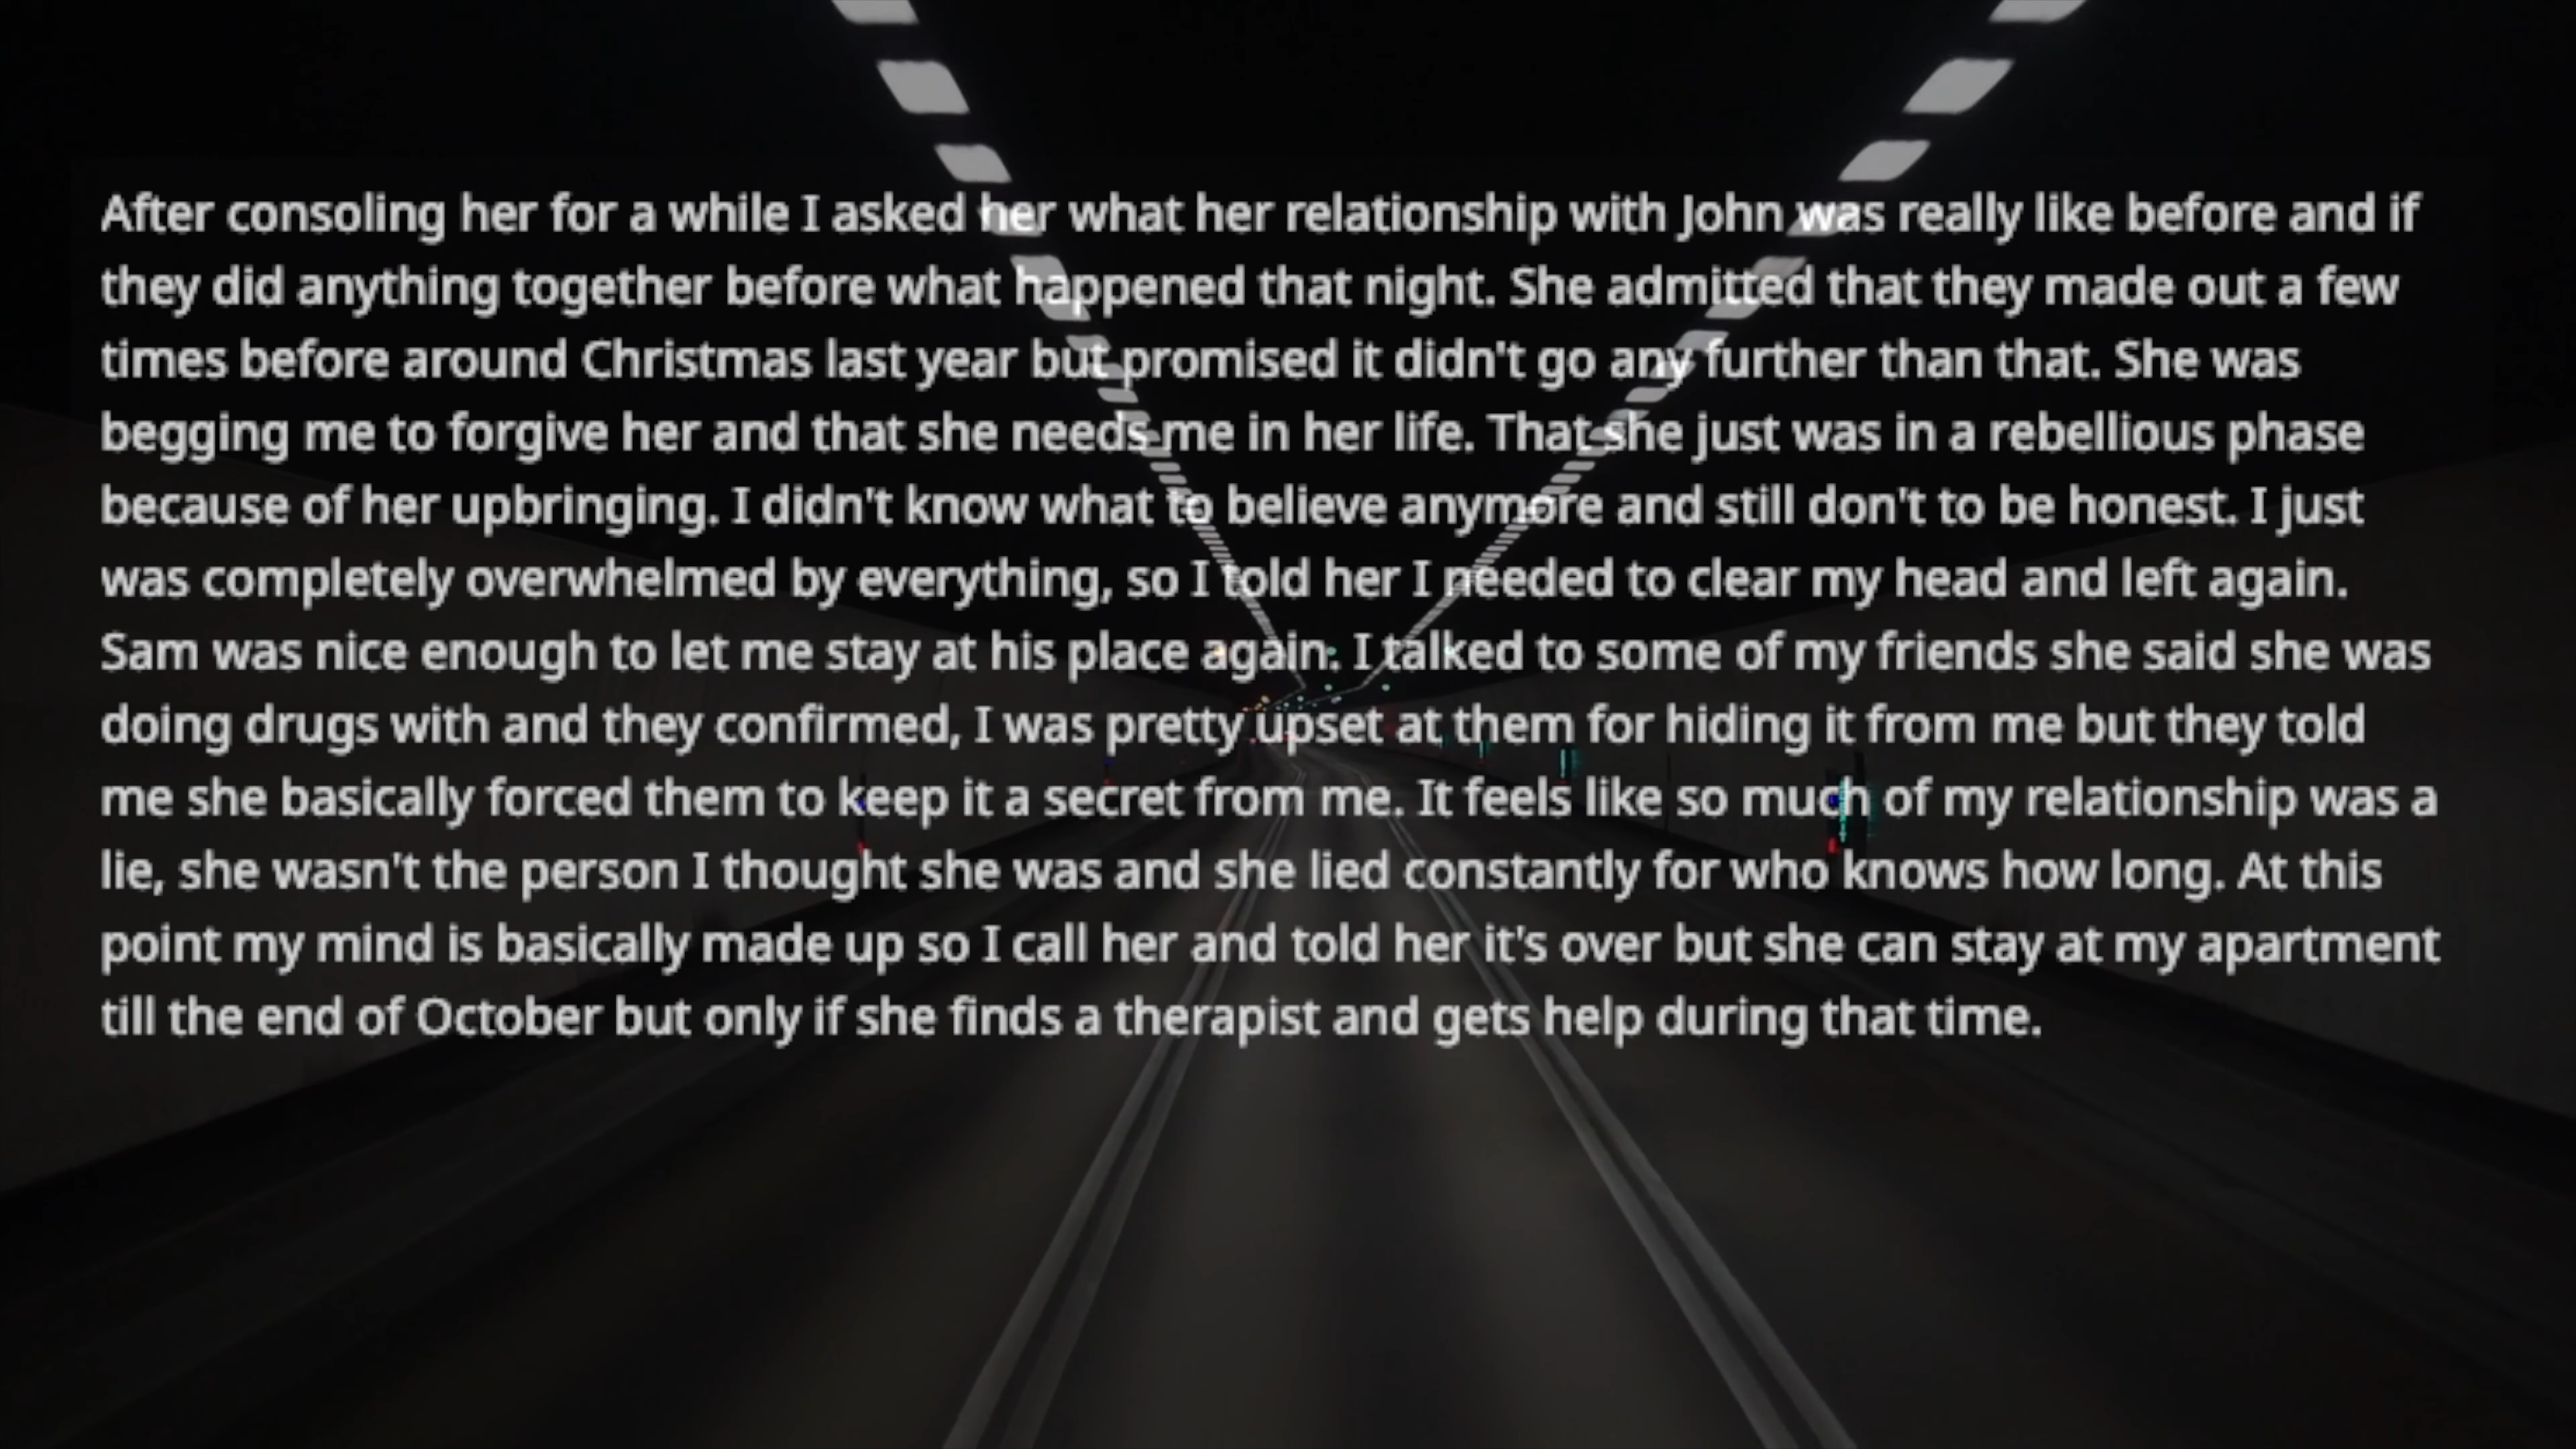 After consoling her for a while I asked her what her relationship with John was really like before and if
they did anything together before what happened that night. She admitted that they made out a few
times before around Christmas last year but promised it didn't go any further than that. She was
begging me to forgive her and that she needs me in her life. That she just was in a rebellious phase
because of her upbringing. I didn't know what to believe anymore and still don't to be honest. I just
was completely overwhelmed by everything, so I told her I needed to clear my head and left again.
Sam was nice enough to let me stay at his place again. I talked to some of my friends she said she was
doing drugs with and they confirmed, I was pretty upset at them for hiding it from me but they told
me she basically forced them to keep it a secret from me. It feels like so much of my relationship was a
lie, she wasn't the person I thought she was and she lied constantly for who knows how long. At this
point my mind is basically made up so I call her and told her it's over but she can stay at my apartment
till the end of October but only if she finds a therapist and gets help during that time.